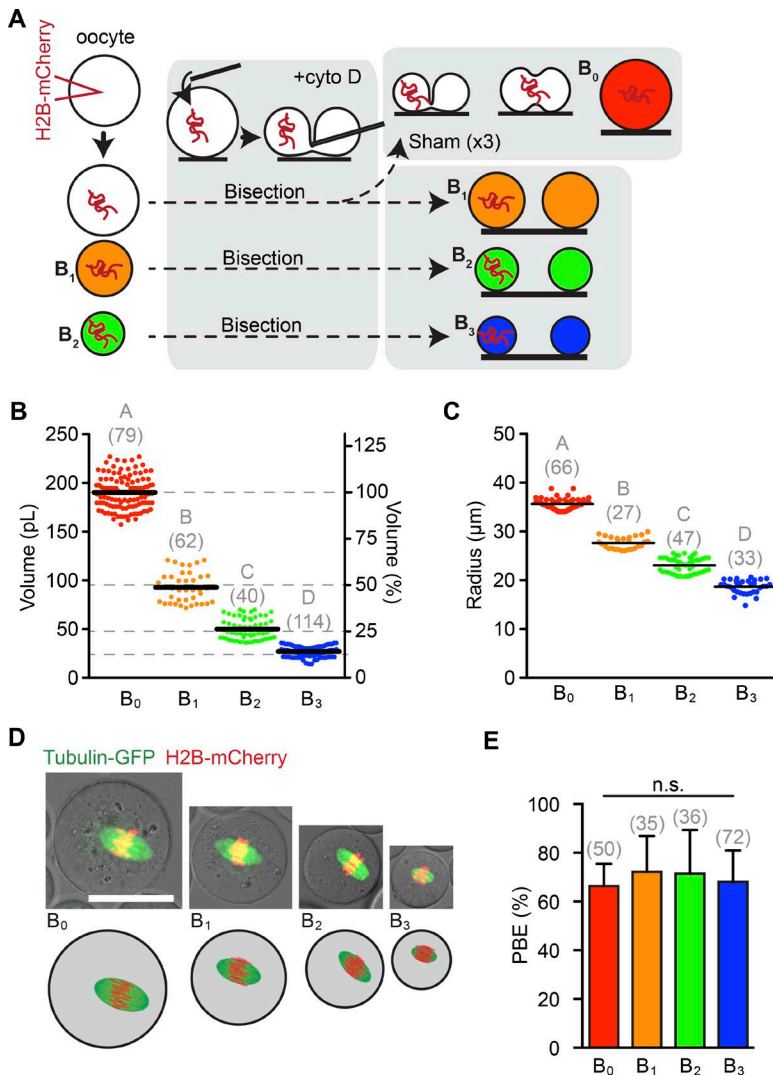 A
oocyte
H2B-mCherry
+cyto D
B0
Sham (x3)
Bisection
B1
B1
Bisection
B2
B2
Bisection
B3
B
A
(79)
B
(62)
C
(40)
D
(114)
250
200
150
100
50
0
Volume (pL)
125
100
75
50
25
0
Volume (%)
B0 B1 B2 B3
C
A
(66)
B
(27)
C
(47)
D
(33)
50
40
30
20
10
0
Radius (µm)
B0 B1 B2 B3
D
Tubulin-GFP H2B-mCherry
B0 B1 B2 B3
E
n.s.
(50) (35) (36) (72)
100
80
60
40
20
0
PBE (%)
B0 B1 B2 B3